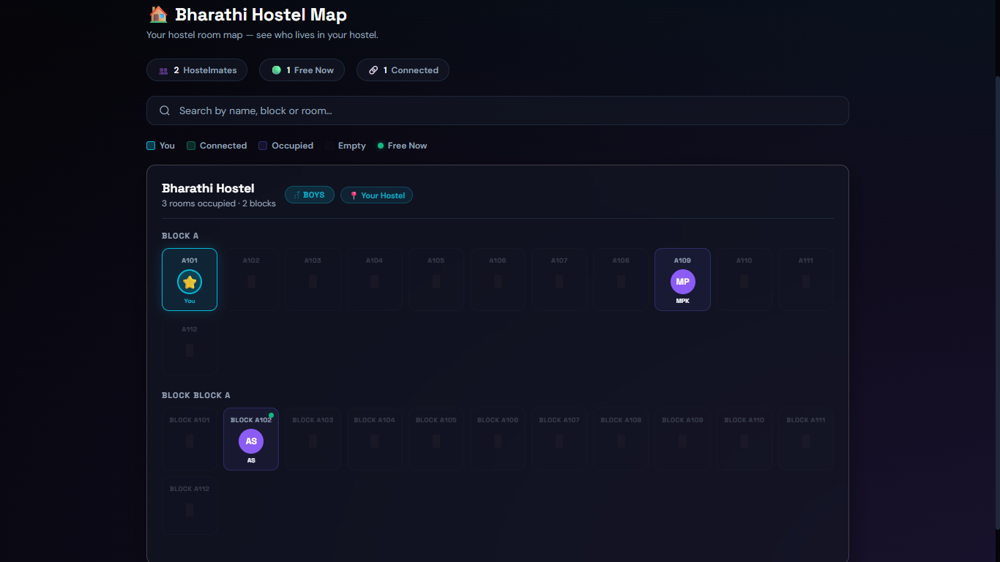 Bharathi Hostel Map
Your hostel room map — see who lives in your hostel.
2 Hostelmates
1 Free Now
1 Connected
Search by name, block or room...
You
Connected
Occupied
Empty
Free Now
Bharathi Hostel
3 rooms occupied · 2 blocks
BOYS
Your Hostel
BLOCK A
A101
You
A102
A103
A104
A105
A106
A107
A108
A109
MP
MPK
A110
A111
A112
BLOCK BLOCK A
BLOCK A101
BLOCK A102
AS
AS
BLOCK A103
BLOCK A104
BLOCK A105
BLOCK A106
BLOCK A107
BLOCK A108
BLOCK A109
BLOCK A110
BLOCK A111
BLOCK A112